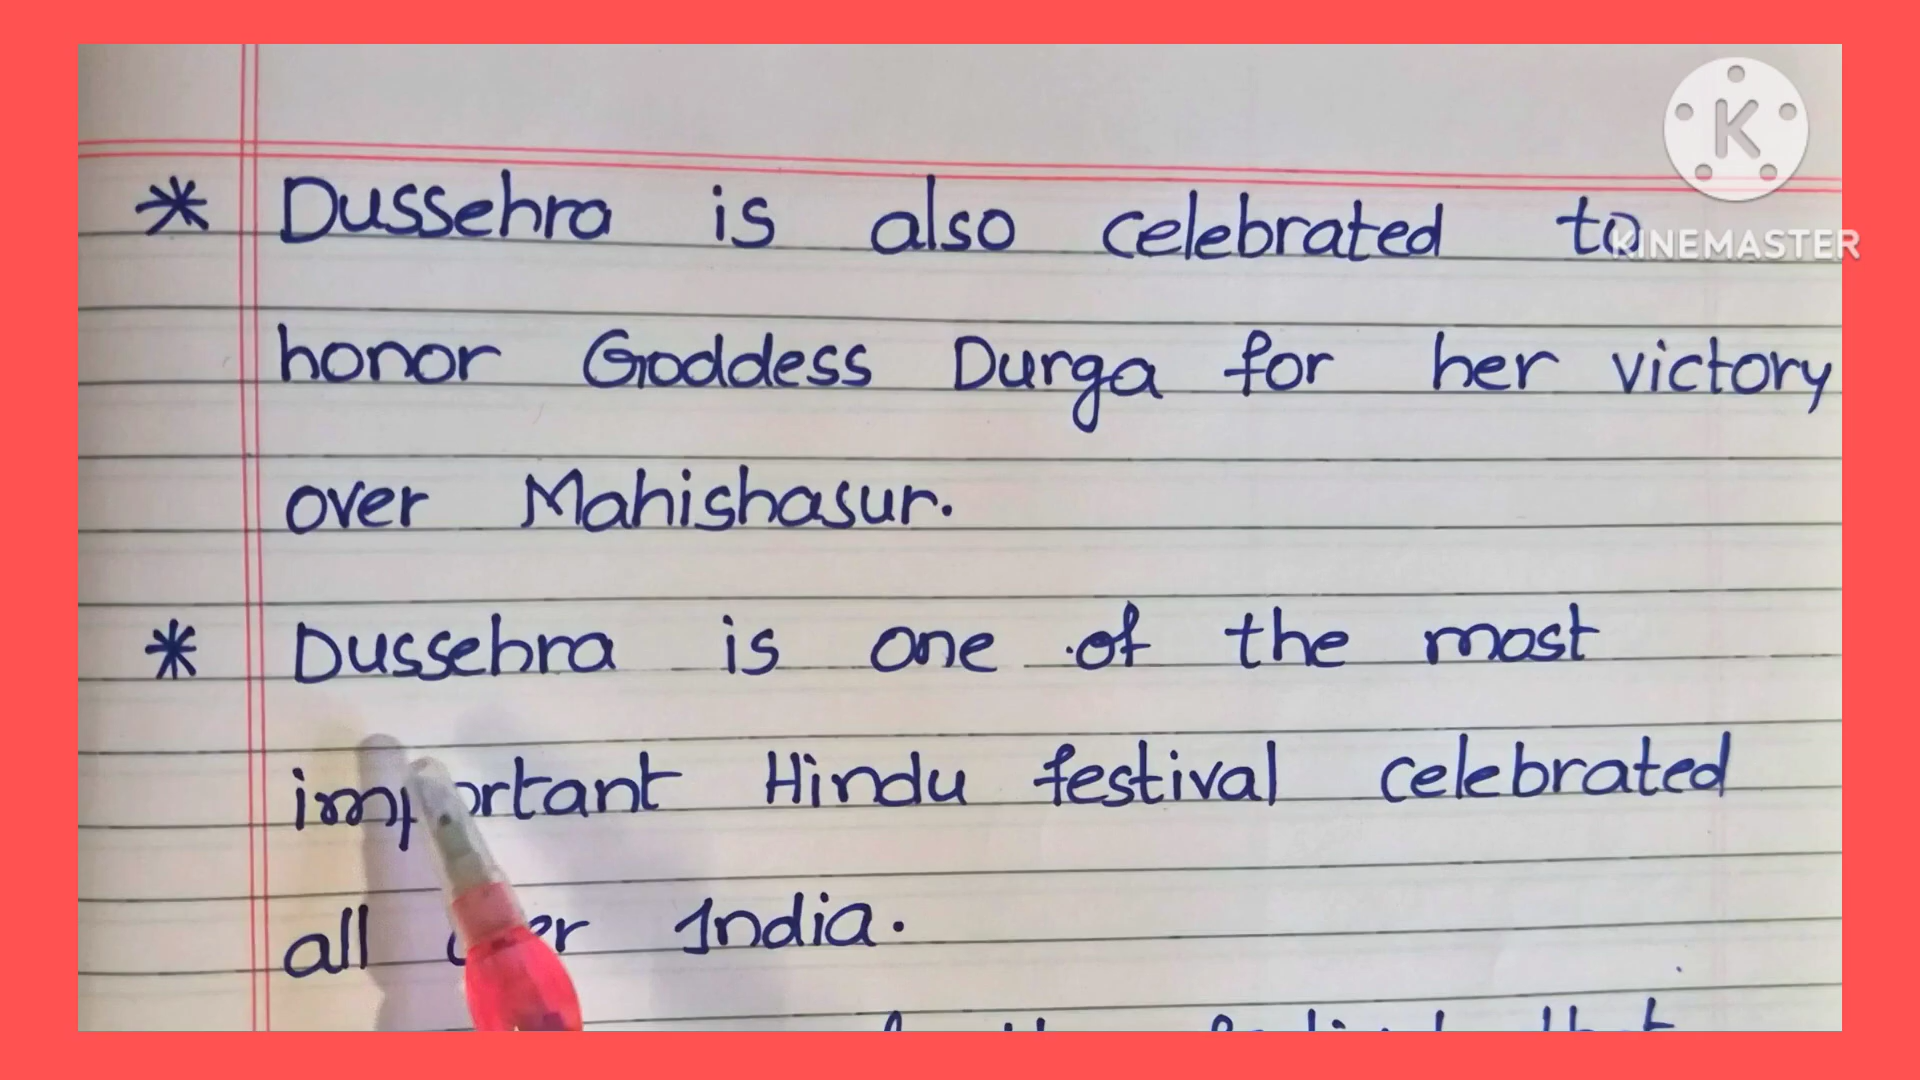 * Dussehra is also celebrated to
KINEMASTER
honor Goddess Durga for her victory
over Mahishasur.
* Dussehra is one of the most
important Hindu festival celebrated
all over India.